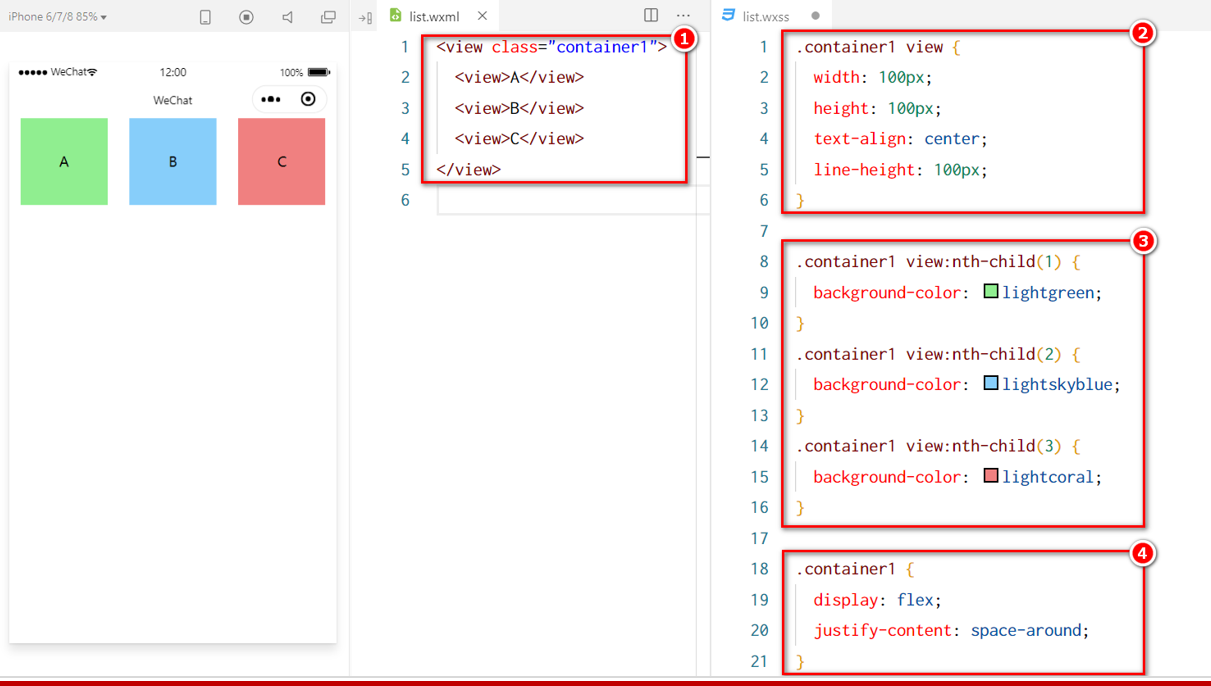 iPhone 6/7/8 85%
WeChat
12:00
100%
WeChat
A
B
C
list.wxml
1 <view class="container1">
2 <view>A</view>
3 <view>B</view>
4 <view>C</view>
5 </view>
6
1
list.wxss
1 .container1 view {
2 width: 100px;
3 height: 100px;
4 text-align: center;
5 line-height: 100px;
6 }
7
2
8 .container1 view:nth-child(1) {
9 background-color: lightgreen;
10 }
11 .container1 view:nth-child(2) {
12 background-color: lightskyblue;
13 }
14 .container1 view:nth-child(3) {
15 background-color: lightcoral;
16 }
17
3
18 .container1 {
19 display: flex;
20 justify-content: space-around;
21 }
4